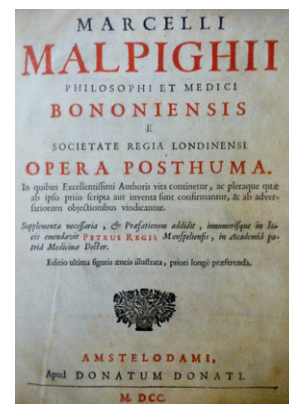 MARCELLI
MALPIGHII
PHILOSOPHI ET MEDICI
BONONIENSIS
E
SOCIETATE REGIA LONDINENSI
OPERA POSTHUMA.
In quibus Excellentiſſimi Authoris vita continetur, ac pleraque quæ
ab ipſo prius ſcripta aut inventa ſunt confirmantur, & ab adver-
ſariorum objectionibus vindicantur.
Supplementa neceſſaria, & Præfationem addidit, innumeriſque in lo-
cis emendavit PETRUS REGIS Monſpelienſis, in Academiâ pa-
triâ Medicinæ Doctor.
Editio ultima figuris æneis illuſtrata, priori longè præferenda.
AMSTELODAMI,
Apud DONATUM DONATI.
M. DCC.